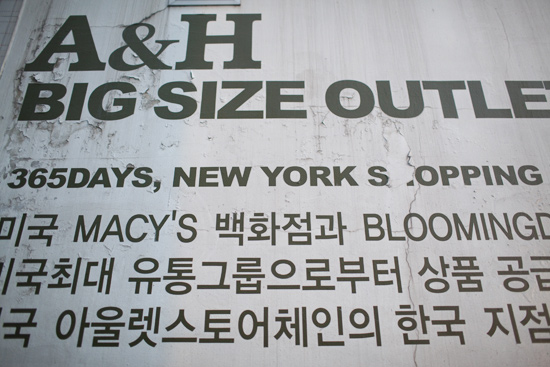 A&H
BIG SIZE OUTLE
365DAYS, NEW YORK S OPPING
미국 MACY'S 백화점과 BLOOMINGD
미국최대 유통그룹으로부터 상품 공급
국 아울렛스토어체인의 한국 지점